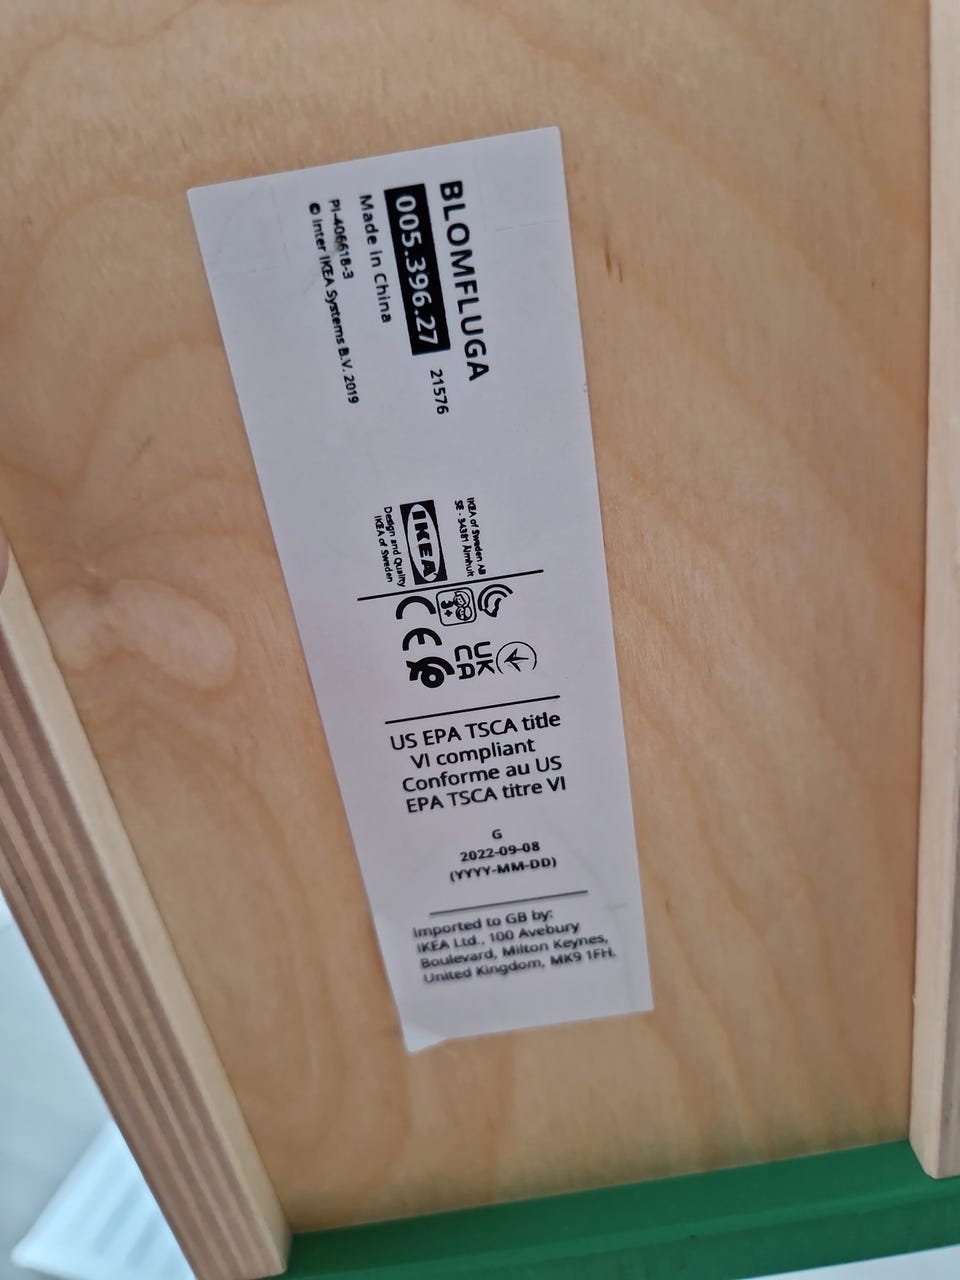 BLOMFLUGA
005.396.27 21576
Made in China
PI-406618-3
© Inter IKEA Systems B.V. 2019
IKEA of Sweden AB
SE - 34381 Älmhult
IKEA
Design and Quality
IKEA of Sweden
3+
UK
CA
CE
US EPA TSCA title
VI compliant
Conforme au US
EPA TSCA titre VI
G
2022-09-08
(YYYY-MM-DD)
Imported to GB by:
IKEA Ltd., 100 Avebury
Boulevard, Milton Keynes,
United Kingdom, MK9 1FH.